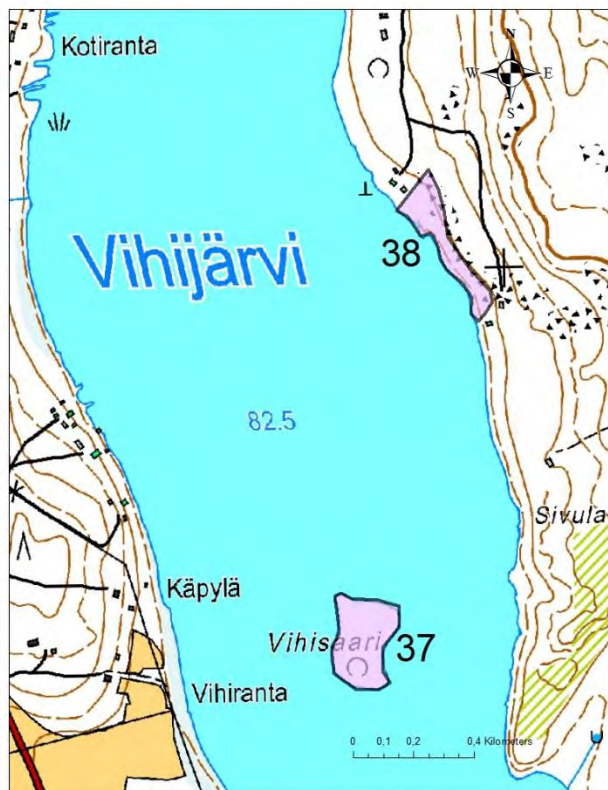 Kotiranta
N
W E
S
38
Vihijärvi
82.5
Sivula
Käpylä
Vihisaari
37
Vihiranta
0 0,1 0,2 0,4 Kilometers